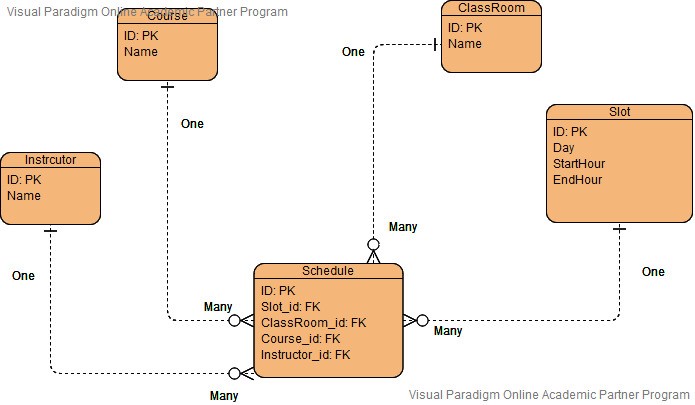 Visual Paradigm Online Academic Partner Program
Course
ID: PK
Name
ClassRoom
ID: PK
Name
One
One
Slot
ID: PK
Day
StartHour
EndHour
Instrcutor
ID: PK
Name
One
Many
One
Schedule
ID: PK
Slot_id: FK
ClassRoom_id: FK
Course_id: FK
Instructor_id: FK
Many
Many
Many
Visual Paradigm Online Academic Partner Program